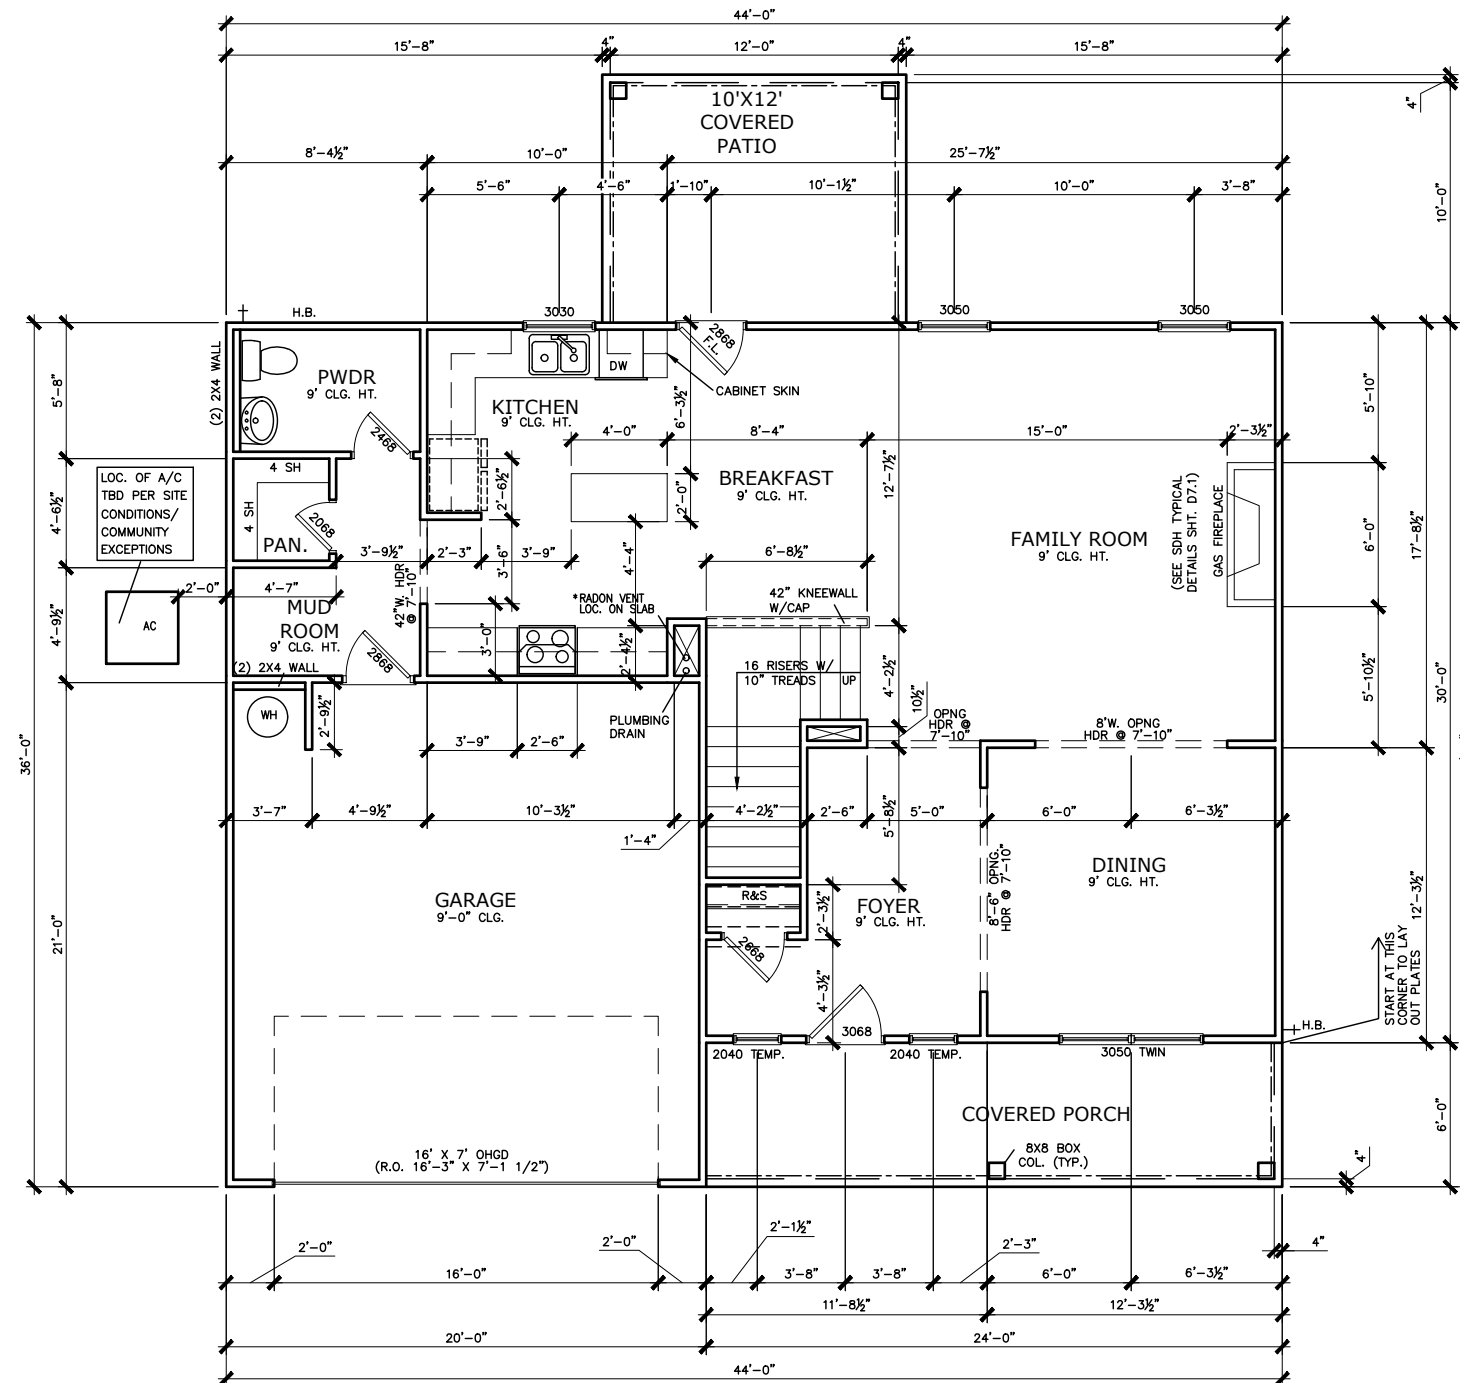 44'-0"
15'-8"
4"
12'-0"
4"
15'-8"
10'X12'
COVERED
PATIO
4"
8'-4½"
10'-0"
25'-7½"
5'-6"
4'-6"
1'-10"
10'-1½"
10'-0"
3'-8"
10'-0"
H.B.
3030
3050
3050
2868
F.L.
(2) 2X4 WALL
PWDR
9' CLG. HT.
DW
CABINET SKIN
KITCHEN
9' CLG. HT.
2468
5'-8"
6'-3½"
4'-0"
8'-4"
15'-0"
2'-3½"
5'-10"
LOC. OF A/C
TBD PER SITE
CONDITIONS/
COMMUNITY
EXCEPTIONS
4 SH
4 SH
2068
PAN.
4'-6½"
2'-6½"
2'-0"
BREAKFAST
9' CLG. HT.
12'-7½"
FAMILY ROOM
9' CLG. HT.
(SEE SDH TYPICAL
DETAILS SHT. D7.1)
GAS FIREPLACE
6'-0"
17'-8½"
3'-9½"
2'-3"
3'-9"
3'-6"
4'-4"
6'-8½"
2'-0"
4'-7"
AC
MUD
ROOM
9' CLG. HT.
42"W. HDR
@ 7'-10"
*RADON VENT
LOC. ON SLAB
42" KNEEWALL
W/CAP
4'-9½"
(2) 2X4 WALL
2868
3'-0"
2'-4½"
16 RISERS W/
10" TREADS
UP
4'-2½"
5'-10½"
30'-0"
WH
2'-9½"
3'-9"
2'-6"
PLUMBING
DRAIN
10½"
OPNG
HDR @
7'-10"
8'W. OPNG
HDR @ 7'-10"
36'-0"
3'-7"
4'-9½"
10'-3½"
1'-4"
4'-2½"
2'-6"
5'-8½"
5'-0"
6'-0"
6'-3½"
GARAGE
9'-0" CLG.
R&S
2668
2'-3½"
FOYER
9' CLG. HT.
8'-6" OPNG.
HDR @ 7'-10"
DINING
9' CLG. HT.
12'-3½"
21'-0"
4'-3½"
START AT THIS
CORNER TO LAY
OUT PLATES
3068
H.B.
2040 TEMP.
2040 TEMP.
3050 TWIN
COVERED PORCH
8X8 BOX
COL. (TYP.)
6'-0"
4"
16' X 7' OHGD
(R.O. 16'-3" X 7'-1 1/2")
2'-0"
2'-0"
2'-1½"
2'-3"
4"
16'-0"
3'-8"
3'-8"
6'-0"
6'-3½"
11'-8½"
12'-3½"
20'-0"
24'-0"
44'-0"